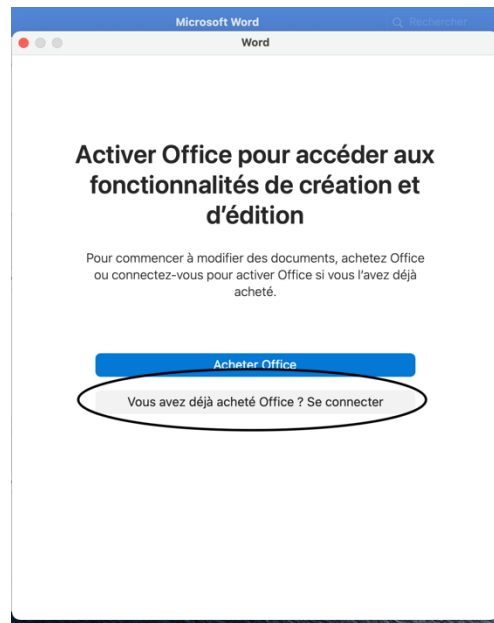 Microsoft Word
Rechercher
Word
Activer Office pour accéder aux
fonctionnalités de création et
d'édition
Pour commencer à modifier des documents, achetez Office
ou connectez-vous pour activer Office si vous l'avez déjà
acheté.
Acheter Office
Vous avez déjà acheté Office ? Se connecter